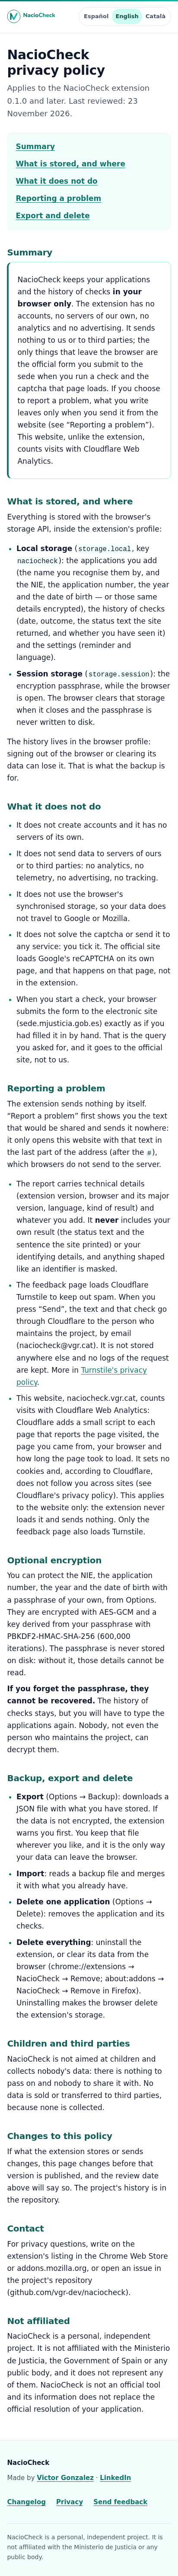 NacioCheck
Español English Català
NacioCheck
privacy policy
Applies to the NacioCheck extension
0.1.0 and later. Last reviewed: 23
November 2026.
Summary
What is stored, and where
What it does not do
Reporting a problem
Export and delete
Summary
NacioCheck keeps your applications
and the history of checks in your
browser only. The extension has no
accounts, no servers of our own, no
analytics and no advertising. It sends
nothing to us or to third parties; the
only things that leave the browser are
the official form you submit to the
sede when you run a check and the
captcha that page loads. If you choose
to report a problem, what you write
leaves only when you send it from the
website (see “Reporting a problem”).
This website, unlike the extension,
counts visits with Cloudflare Web
Analytics.
What is stored, and where
Everything is stored with the browser's
storage API, inside the extension's profile:
• Local storage (storage.local, key
naciocheck): the applications you add
(the name you recognise them by, and
the NIE, the application number, the year
and the date of birth — or those same
details encrypted), the history of checks
(date, outcome, the status text the site
returned, and whether you have seen it)
and the settings (reminder and
language).
• Session storage (storage.session): the
encryption passphrase, while the browser
is open. The browser clears that storage
when it closes and the passphrase is
never written to disk.
The history lives in the browser profile:
signing out of the browser or clearing its
data can lose it. That is what the backup is
for.
What it does not do
• It does not create accounts and it has no
servers of its own.
• It does not send data to servers of ours
or to third parties: no analytics, no
telemetry, no advertising, no tracking.
• It does not use the browser's
synchronised storage, so your data does
not travel to Google or Mozilla.
• It does not solve the captcha or send it to
any service: you tick it. The official site
loads Google's reCAPTCHA on its own
page, and that happens on that page, not
in the extension.
• When you start a check, your browser
submits the form to the electronic site
(sede.mjusticia.gob.es) exactly as if you
had filled it in by hand. That is the query
you asked for, and it goes to the official
site, not to us.
Reporting a problem
The extension sends nothing by itself.
“Report a problem” first shows you the text
that would be shared and sends it nowhere:
it only opens this website with that text in
the last part of the address (after the #),
which browsers do not send to the server.
• The report carries technical details
(extension version, browser and its major
version, language, kind of result) and
whatever you add. It never includes your
own result (the status text and the
sentence the site printed) or your
identifying details, and anything shaped
like an identifier is masked.
• The feedback page loads Cloudflare
Turnstile to keep out spam. When you
press “Send”, the text and that check go
through Cloudflare to the person who
maintains the project, by email
(naciocheck@vgr.cat). It is not stored
anywhere else and no logs of the request
are kept. More in Turnstile's privacy
policy.
• This website, naciocheck.vgr.cat, counts
visits with Cloudflare Web Analytics:
Cloudflare adds a small script to each
page that reports the page visited, the
page you came from, your browser and
how long the page took to load. It sets no
cookies and, according to Cloudflare,
does not follow you across sites (see
Cloudflare's privacy policy). This applies
to the website only: the extension never
loads it and sends nothing. Only the
feedback page also loads Turnstile.
Optional encryption
You can protect the NIE, the application
number, the year and the date of birth with
a passphrase of your own, from Options.
They are encrypted with AES-GCM and a
key derived from your passphrase with
PBKDF2-HMAC-SHA-256 (600,000
iterations). The passphrase is never stored
on disk: without it, those details cannot be
read.
If you forget the passphrase, they
cannot be recovered. The history of
checks stays, but you will have to type the
applications again. Nobody, not even the
person who maintains the project, can
decrypt them.
Backup, export and delete
• Export (Options → Backup): downloads a
JSON file with what you have stored. If
the data is not encrypted, the extension
warns you first. You keep that file
wherever you like, and it is the only way
your data can leave the browser.
• Import: reads a backup file and merges it
it with what you already have.
• Delete one application (Options →
Delete): removes the application and its
checks.
• Delete everything: uninstall the
extension, or clear its data from the
browser (chrome://extensions →
NacioCheck → Remove; about:addons →
NacioCheck → Remove in Firefox).
Uninstalling makes the browser delete
the extension's storage.
Children and third parties
NacioCheck is not aimed at children and
collects nobody's data: there is nothing to
pass on and nobody to share it with. No
data is sold or transferred to third parties,
because none is collected.
Changes to this policy
If what the extension stores or sends
changes, this page changes before that
version is published, and the review date
above will say so. The project's history is in
the repository.
Contact
For privacy questions, write on the
extension's listing in the Chrome Web Store
or addons.mozilla.org, or open an issue in
the project's repository
(github.com/vgr-dev/naciocheck).
Not affiliated
NacioCheck is a personal, independent
project. It is not affiliated with the Ministerio
de Justicia, the Government of Spain or any
public body, and it does not represent any
of them. NacioCheck is not an official tool
and its information does not replace the
official resolution of your application.
NacioCheck
Made by Victor Gonzalez · LinkedIn
Changelog Privacy Send feedback
NacioCheck is a personal, independent project. It is
not affiliated with the Ministerio de Justicia or any
public body.